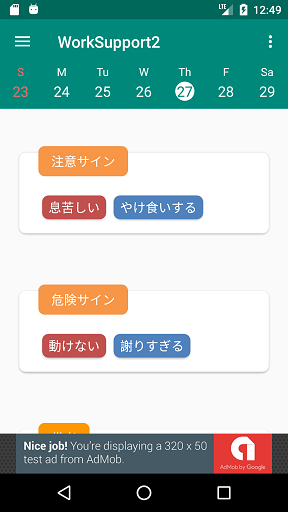 12:49
WorkSupport2
S M Tu W Th F Sa
23 24 25 26 27 28 29
注意サイン
息苦しい やけ食いする
危険サイン
動けない 謝りすぎる
Nice job! You're displaying a 320 x 50
test ad from AdMob.
AdMob by Google